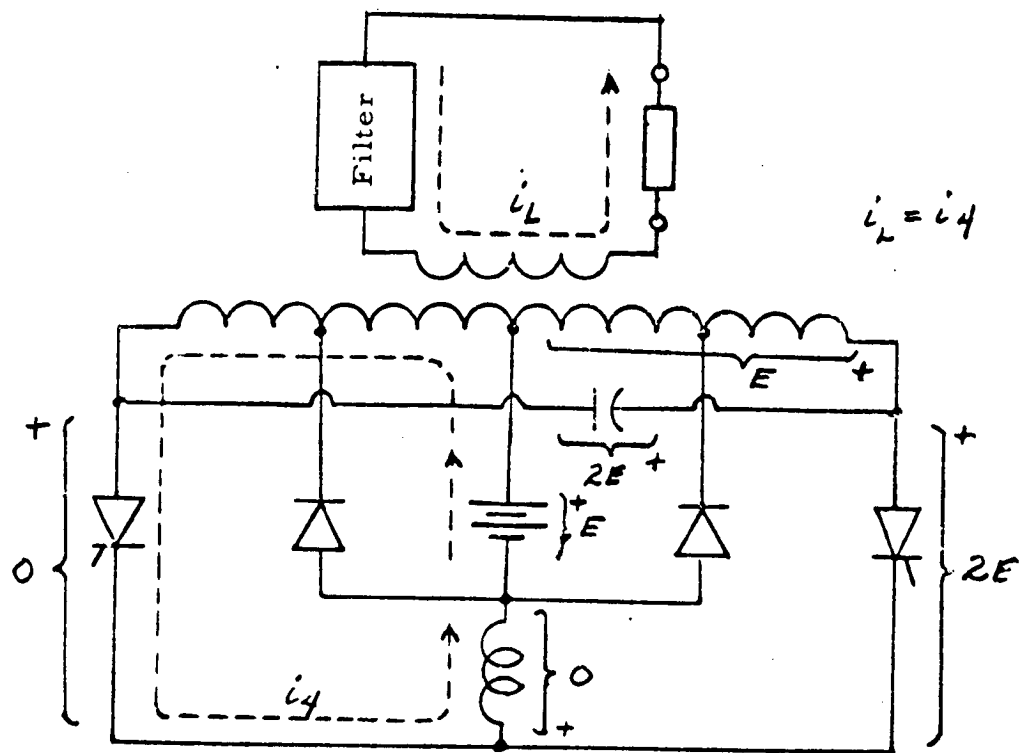 Filter
i_L
i_L = i_4
E
+
+
0
2E
+
+
E
+
2E
i_4
0
+